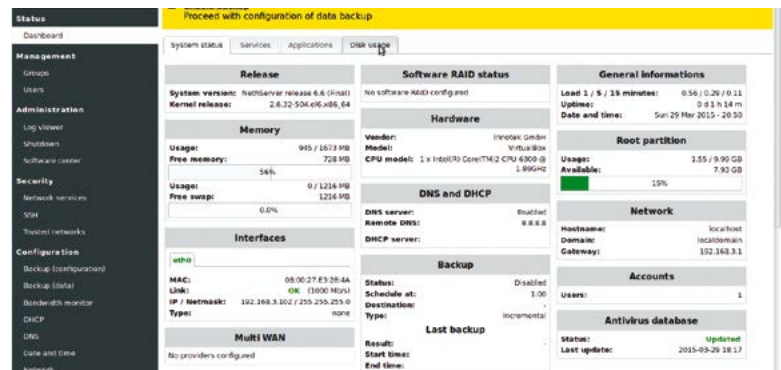 Status
Dashboard
Management
Groups
Users
Administration
Log viewer
Shutdown
Software center
Security
Network services
SSH
Trusted networks
Configuration
Backup (configuration)
Backup (data)
Bandwidth monitor
DHCP
DNS
Date and time
Proceed with configuration of data backup
System status Services Applications Disk usage
Release
System version: NethServer release 6.6 (Final)
Kernel release: 2.6.32-504.el6.x86_64
Memory
Usage: 945 / 1673 MB
Free memory: 728 MB
56%
Usage: 0 / 1216 MB
Free swap: 1216 MB
0.0%
Interfaces
eth0
MAC: 08:00:27:E3:28:4A
Link: OK (1000 Mb/s)
IP / Netmask: 192.168.3.102 / 255.255.255.0
Type: none
Multi WAN
No providers configured
Software RAID status
No software RAID configured
Hardware
Vendor: innotek GmbH
Model: VirtualBox
CPU model: 1 x Intel(R) Core(TM)2 CPU 6300 @
1.86GHz
DNS and DHCP
DNS server: Enabled
Remote DNS: 8.8.8.8
DHCP server:
Backup
Status: Disabled
Schedule at: 1:00
Destination: -
Type: incremental
Last backup
Result: -
Start time:
End time:
General informations
Load 1 / 5 / 15 minutes: 0.56 / 0.29 / 0.11
Uptime: 0 d 1 h 14 m
Date and time: Sun 29 Mar 2015 - 20:50
Root partition
Usage: 1.55 / 9.99 GB
Available: 7.93 GB
15%
Network
Hostname: localhost
Domain: localdomain
Gateway: 192.168.3.1
Accounts
Users: 1
Antivirus database
Status: Updated
Last update: 2015-03-29 18:17